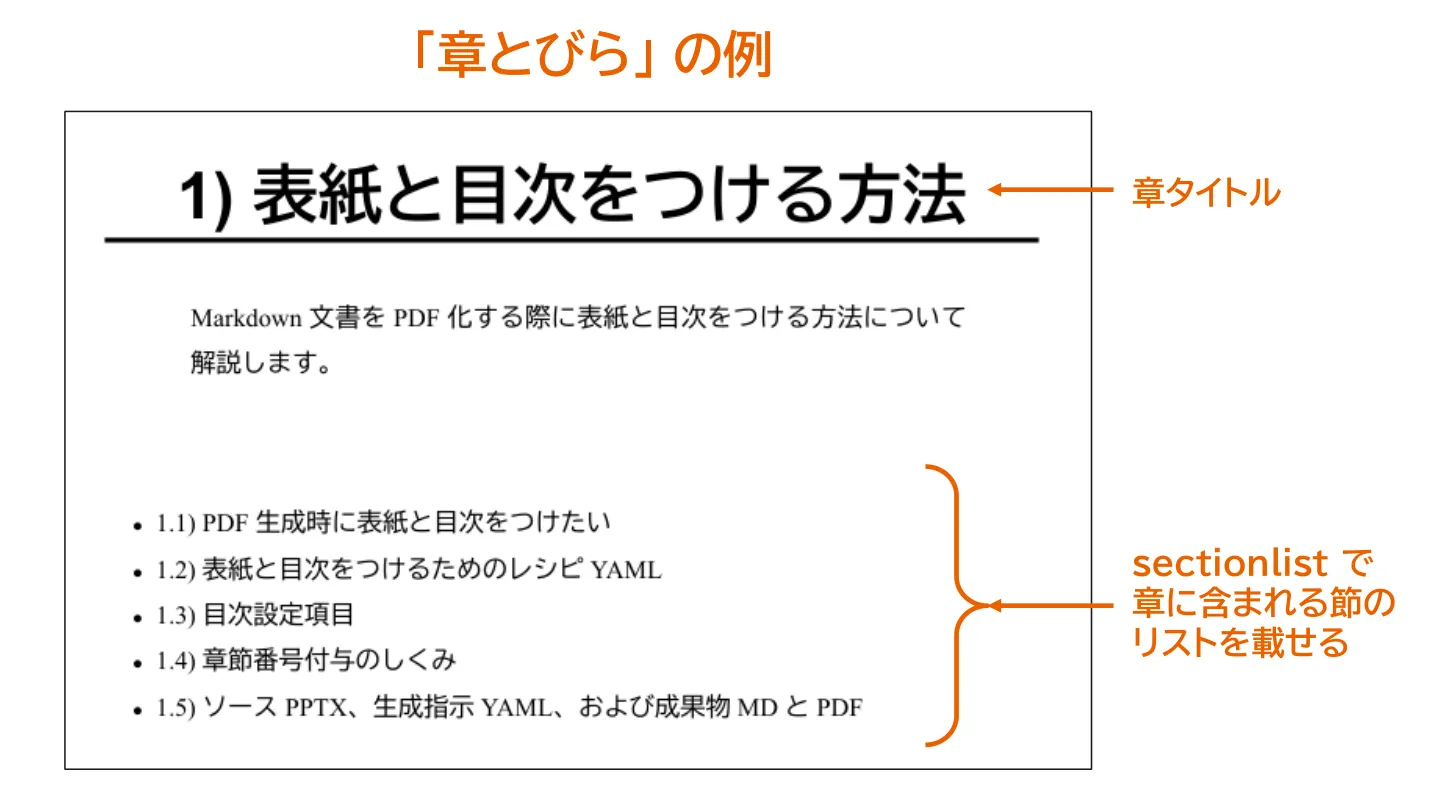 「章とびら」の例
1) 表紙と目次をつける方法
章タイトル
Markdown 文書を PDF 化する際に表紙と目次をつける方法について
解説します。
• 1.1) PDF 生成時に表紙と目次をつけたい
• 1.2) 表紙と目次をつけるためのレシピ YAML
• 1.3) 目次設定項目
• 1.4) 章節番号付与のしくみ
• 1.5) ソース PPTX、生成指示 YAML、および成果物 MD と PDF
sectionlist で
章に含まれる節の
リストを載せる